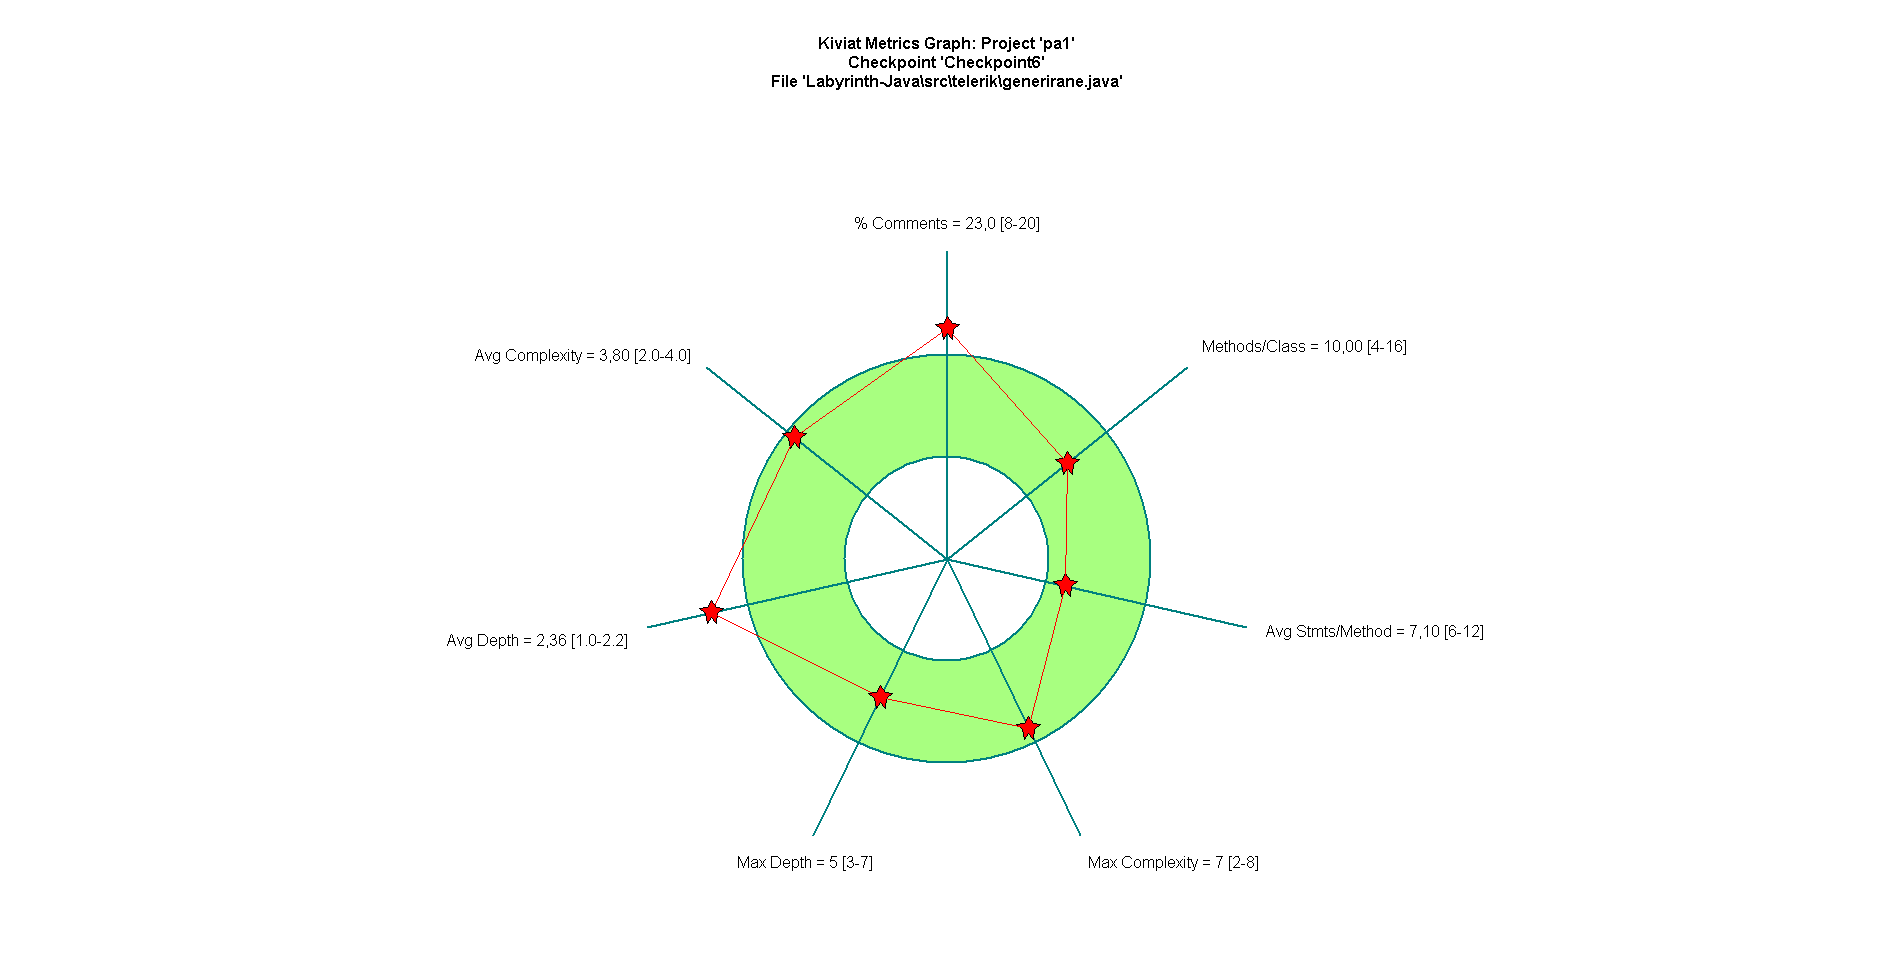 Kiviat Metrics Graph: Project 'pa1'
Checkpoint 'Checkpoint6'
File 'Labyrinth-Java\src\telerik\generirane.java'
% Comments = 23,0 [8-20]
Methods/Class = 10,00 [4-16]
Avg Complexity = 3,80 [2.0-4.0]
Avg Stmts/Method = 7,10 [6-12]
Avg Depth = 2,36 [1.0-2.2]
Max Depth = 5 [3-7]
Max Complexity = 7 [2-8]